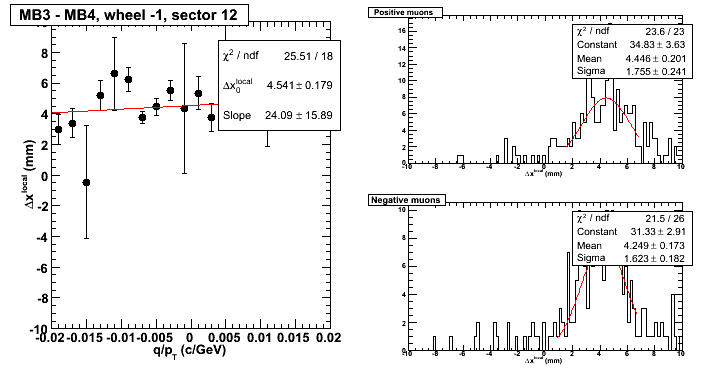 MB3 - MB4, wheel -1, sector 12
χ² / ndf 25.51 / 18
Δx₀^local 4.541 ± 0.179
Slope 24.09 ± 15.89
Δx^local (mm)
8
6
4
2
0
-2
-4
-6
-8
-10
-0.02 -0.015 -0.01 -0.005 0 0.005 0.01 0.015 0.02
q/p_T (c/GeV)
Positive muons
χ² / ndf 23.6 / 23
Constant 34.83 ± 3.63
Mean 4.446 ± 0.201
Sigma 1.755 ± 0.241
16
14
12
10
8
6
4
2
0
-10 -8 -6 -4 -2 0 2 4 6 8 10
Δx^local (mm)
Negative muons
χ² / ndf 21.5 / 26
Constant 31.33 ± 2.91
Mean 4.249 ± 0.173
Sigma 1.623 ± 0.182
10
8
6
4
2
0
-10 -8 -6 -4 -2 0 2 4 6 8 10
Δx^local (mm)